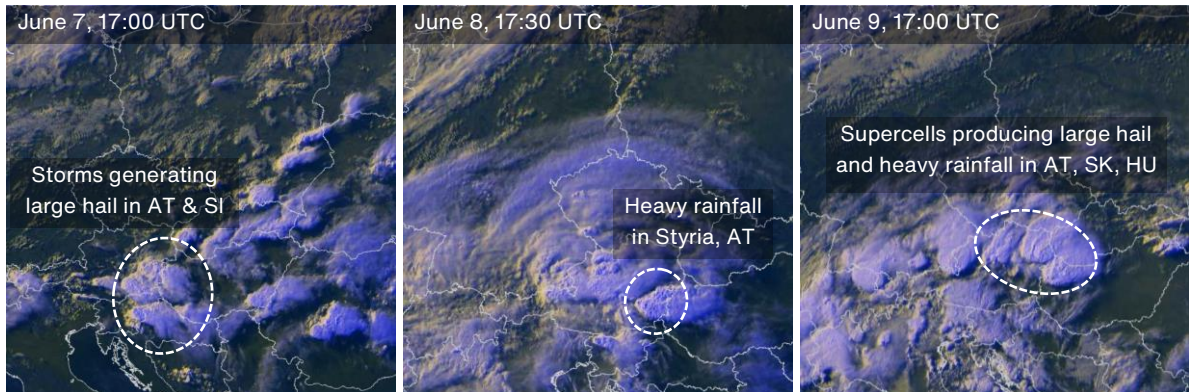 June 7, 17:00 UTC
Storms generating
large hail in AT & SI
June 8, 17:30 UTC
Heavy rainfall
in Styria, AT
June 9, 17:00 UTC
Supercells producing large hail
and heavy rainfall in AT, SK, HU